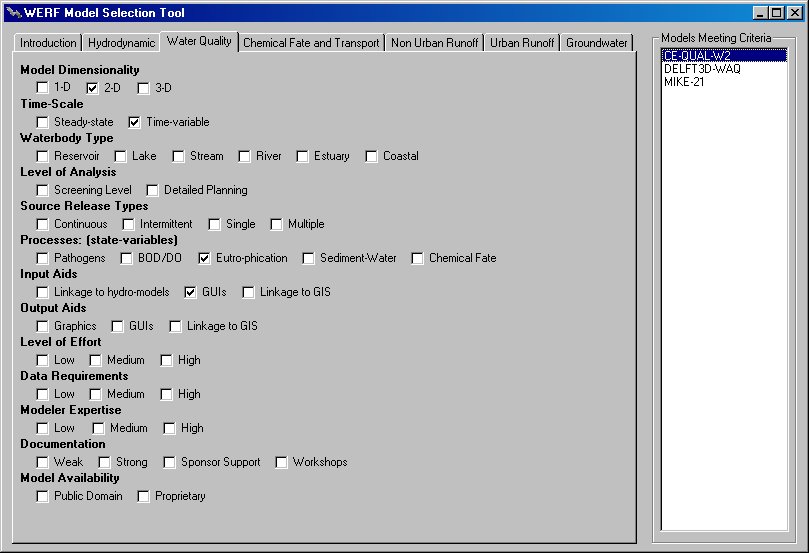 WERF Model Selection Tool
Introduction Hydrodynamic Water Quality Chemical Fate and Transport Non Urban Runoff Urban Runoff Groundwater
Model Dimensionality
1-D 2-D 3-D
Time-Scale
Steady-state Time-variable
Waterbody Type
Reservoir Lake Stream River Estuary Coastal
Level of Analysis
Screening Level Detailed Planning
Source Release Types
Continuous Intermittent Single Multiple
Processes: (state-variables)
Pathogens BOD/DO Eutro-phication Sediment-Water Chemical Fate
Input Aids
Linkage to hydro-models GUIs Linkage to GIS
Output Aids
Graphics GUIs Linkage to GIS
Level of Effort
Low Medium High
Data Requirements
Low Medium High
Modeler Expertise
Low Medium High
Documentation
Weak Strong Sponsor Support Workshops
Model Availability
Public Domain Proprietary
Models Meeting Criteria
CE-QUAL-W2
DELFT3D-WAQ
MIKE-21